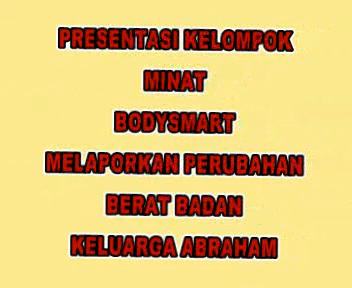 PRESENTASI KELOMPOK
MINAT
BODYSMART
MELAPORKAN PERUBAHAN
BERAT BADAN
KELUARGA ABRAHAM